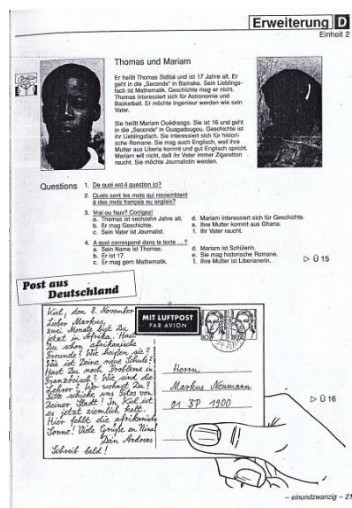 Erweiterung D
Einheit 2
Thomas und Mariam
Er heißt Thomas Sidibé und ist 17 Jahre alt. Er
geht in die „Seconde" in Bamako. Sein Lieblings-
fach ist Mathematik. Geschichte mag er nicht.
Thomas interessiert sich für Astronomie und
Basketball. Er möchte Ingenieur werden wie sein
Vater.
Sie heißt Mariam Ouédraogo. Sie ist 16 und geht
in die „Seconde" in Ouagadougou. Geschichte ist
ihr Lieblingsfach. Sie interessiert sich für histori-
sche Romane. Sie mag auch Englisch, weil ihre
Mutter aus Liberia kommt und gut Englisch spricht.
Mariam will nicht, daß ihr Vater immer Zigaretten
raucht. Sie möchte Journalistin werden.
Questions
1. De quoi est-il question ici?
2. Quels sont les mots qui ressemblent
à des mots français ou anglais?
3. Vrai ou faux? Corrigez!
a. Thomas ist sechzehn Jahre alt.
b. Er kommt aus Mali.
c. Sein Vater ist Journalist.
d. Mariam interessiert sich für Geschichte.
e. Ihre Mutter kommt aus Ghana.
f. Ihr Vater raucht.
4. A quoi correspond dans le texte ...?
a. Sein Name ist Thomas.
b. Er ist 17.
c. Er mag gern Mathematik.
d. Mariam ist Schülerin.
e. Sie mag historische Romane.
f. Ihre Mutter ist Liberianerin.
▷ Ü 15
Post aus
Deutschland
Kiel, den 8. November
Lieber Markus,
zwei Monate bist Du
jetzt in Afrika. Hast
Du schon afrikanische
Freunde? Wie heißen sie?
Wie ist Deine neue Schule?
Hast Du noch Probleme in
Französisch? Wie sind die
Lehrer? Wo wohnst Du?
Bitte schicke uns Fotos von
Deiner Stadt! In Kiel ist
es jetzt ziemlich kalt.
Hier fehlt die afrikanische
Sonne! Viele Grüße an Nina!
Dein Andreas
Schreib bald!
MIT LUFTPOST
PAR AVION
Herrn
Markus Neumann
01 BP 1900
▷ Ü 16
– einundzwanzig – 21